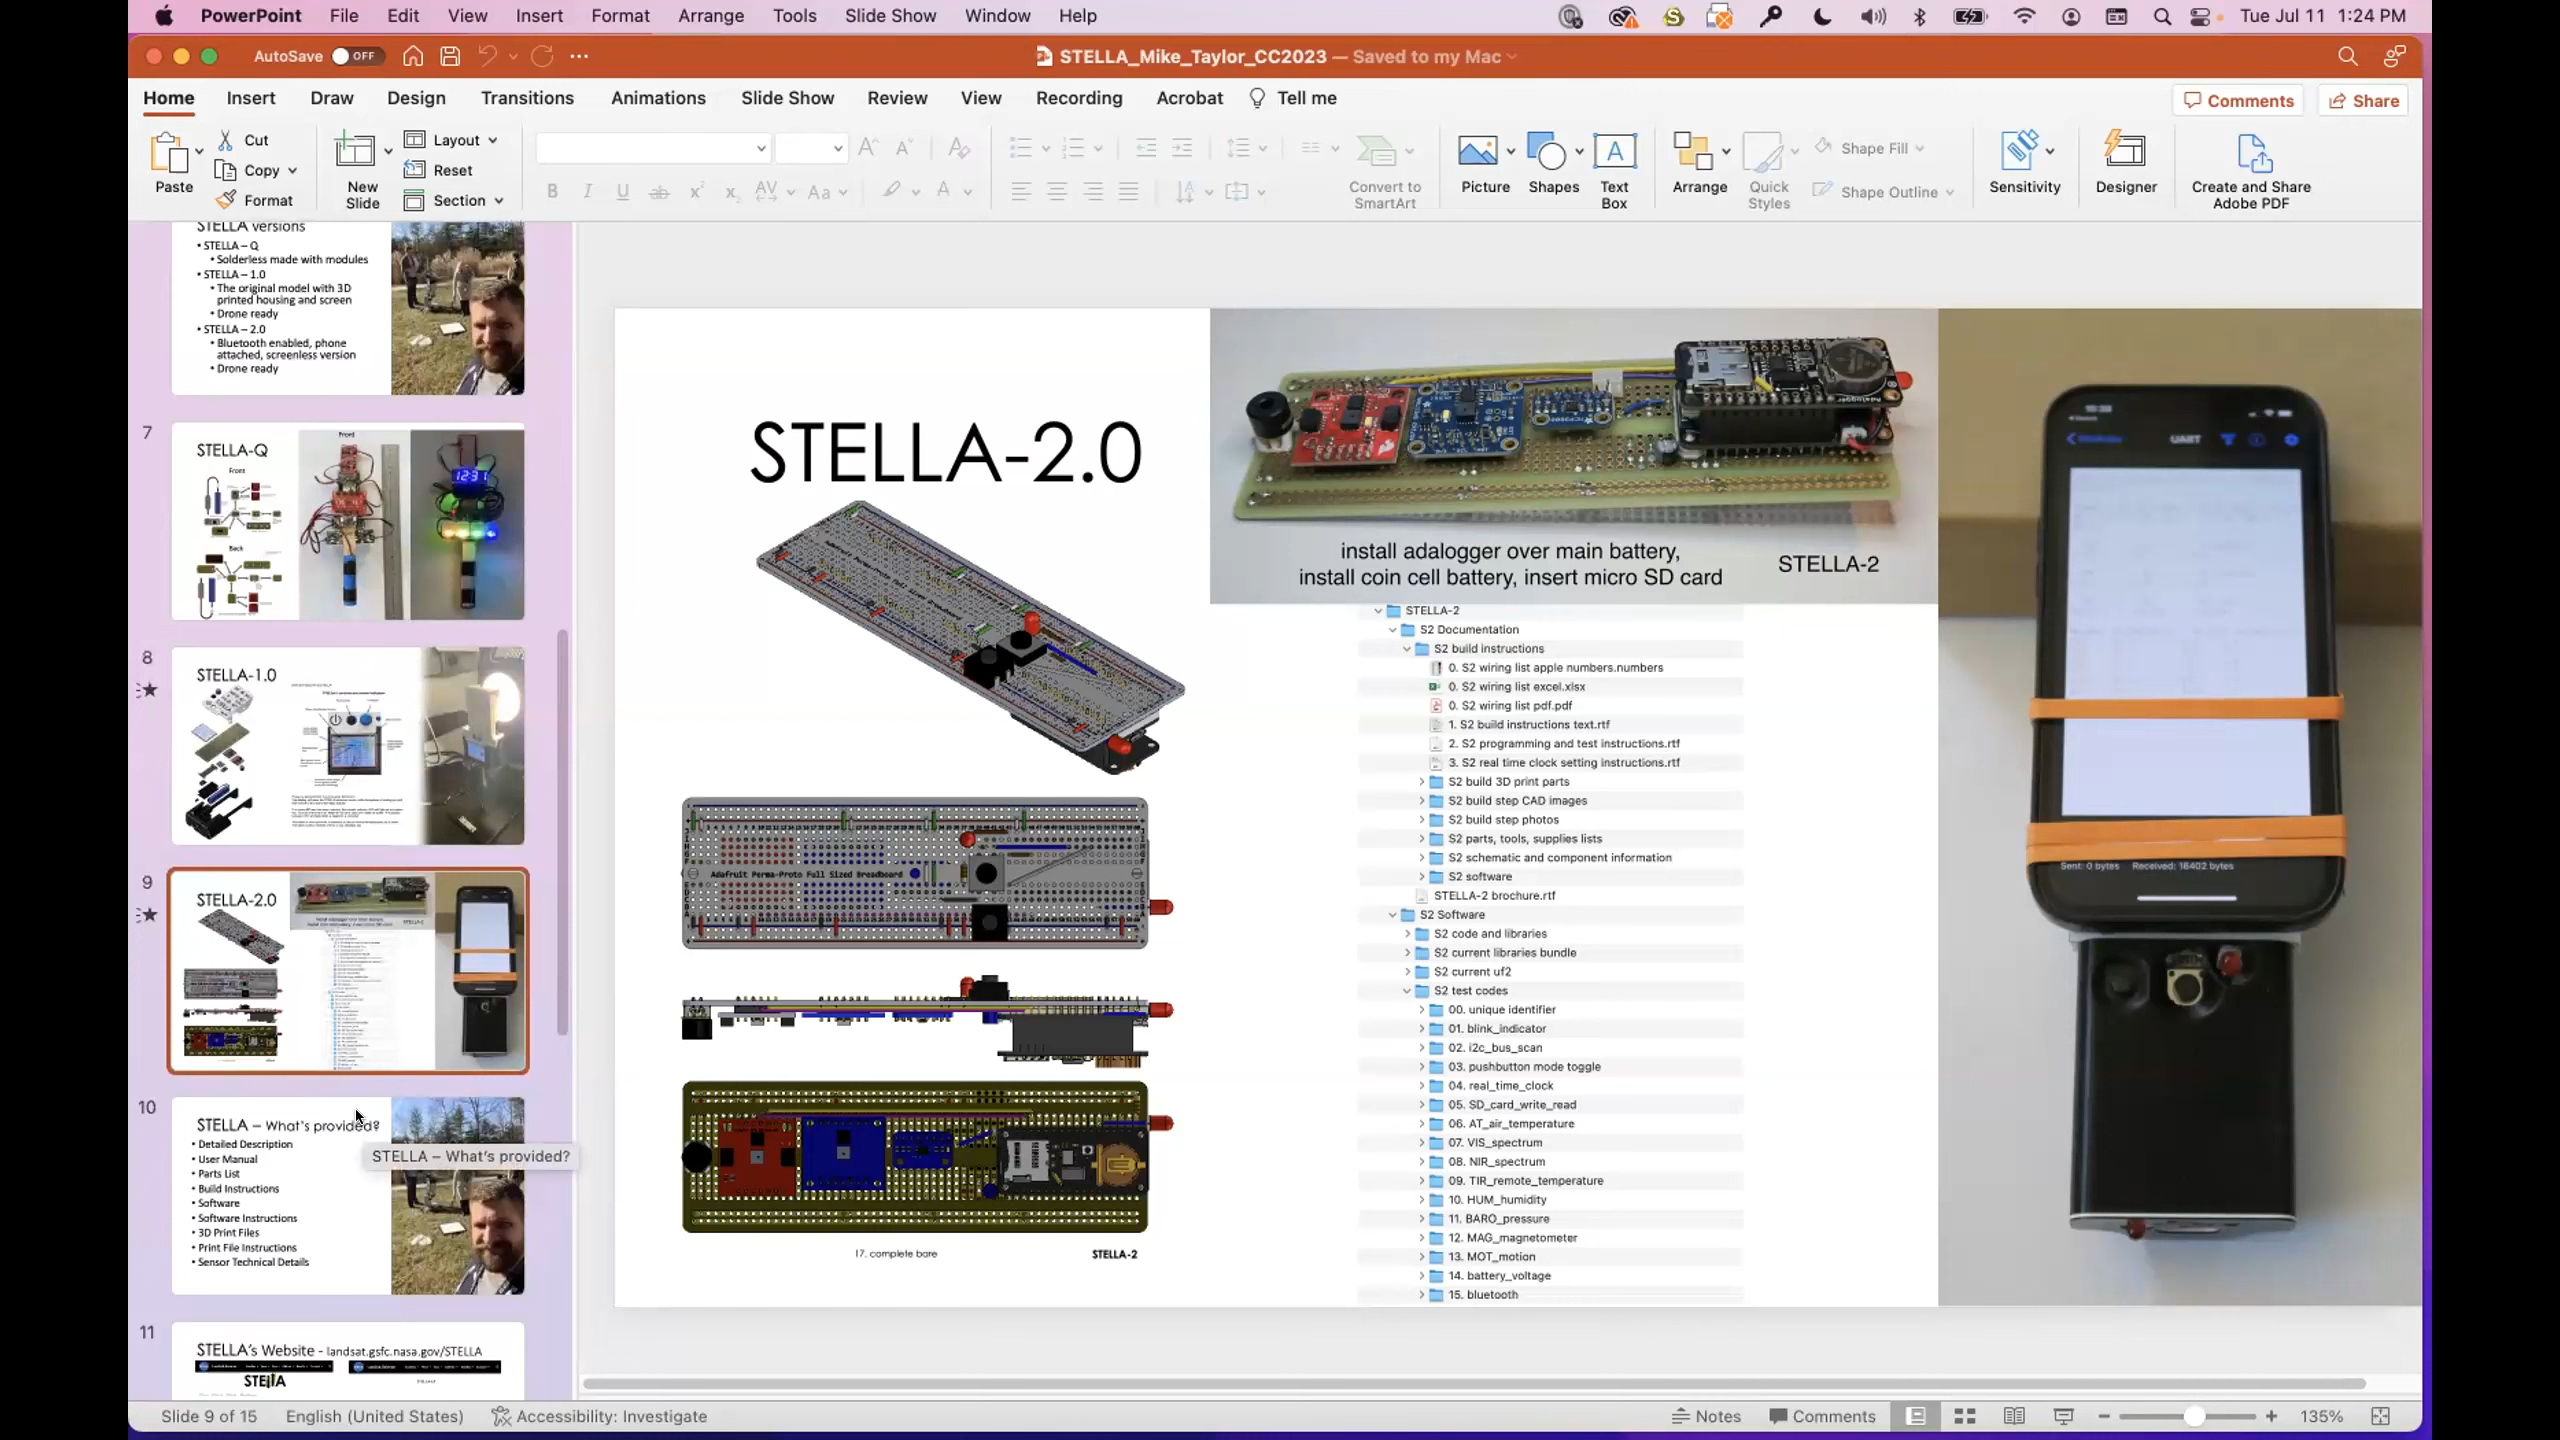 PowerPoint File Edit View Insert Format Arrange Tools Slide Show Window Help
Tue Jul 11 1:24 PM
AutoSave OFF
STELLA_Mike_Taylor_CC2023 — Saved to my Mac
Home Insert Draw Design Transitions Animations Slide Show Review View Recording Acrobat Tell me
Comments Share
Paste
Cut
Copy
Format
New Slide
Layout
Reset
Section
Convert to SmartArt
Picture
Shapes
Text Box
Arrange
Quick Styles
Shape Fill
Shape Outline
Sensitivity
Designer
Create and Share Adobe PDF
STELLA versions
• STELLA – Q
• Solderless made with modules
• STELLA – 1.0
• The original model with 3D
printed housing and screen
• Drone ready
• STELLA – 2.0
• Bluetooth enabled, phone
attached, screenless version
• Drone ready
7
STELLA-Q
Front
Front
Back
12:31
8
STELLA-1.0
9
STELLA-2.0
10
STELLA – What's provided?
STELLA – What's provided?
• Detailed Description
• User Manual
• Parts List
• Build Instructions
• Software
• Software Instructions
• 3D Print Files
• Print File Instructions
• Sensor Technical Details
11
STELLA's Website - landsat.gsfc.nasa.gov/STELLA
STELLA
STELLA-2.0
Adafruit Perma-Proto Full Sized Breadboard
17. complete bare
STELLA-2
install adalogger over main battery,
install coin cell battery, insert micro SD card
STELLA-2
STELLA-2
S2 Documentation
S2 build instructions
0. S2 wiring list apple numbers.numbers
0. S2 wiring list excel.xlsx
0. S2 wiring list pdf.pdf
1. S2 build instructions text.rtf
2. S2 programming and test instructions.rtf
3. S2 real time clock setting instructions.rtf
S2 build 3D print parts
S2 build step CAD images
S2 build step photos
S2 parts, tools, supplies lists
S2 schematic and component information
S2 software
STELLA-2 brochure.rtf
S2 Software
S2 code and libraries
S2 current libraries bundle
S2 current uf2
S2 test codes
00. unique identifier
01. blink_indicator
02. i2c_bus_scan
03. pushbutton mode toggle
04. real_time_clock
05. SD_card_write_read
06. AT_air_temperature
07. VIS_spectrum
08. NIR_spectrum
09. TIR_remote_temperature
10. HUM_humidity
11. BARO_pressure
12. MAG_magnetometer
13. MOT_motion
14. battery_voltage
15. bluetooth
UART
Sent: 0 bytes Received: 16402 bytes
Slide 9 of 15 English (United States) Accessibility: Investigate
Notes Comments 135%